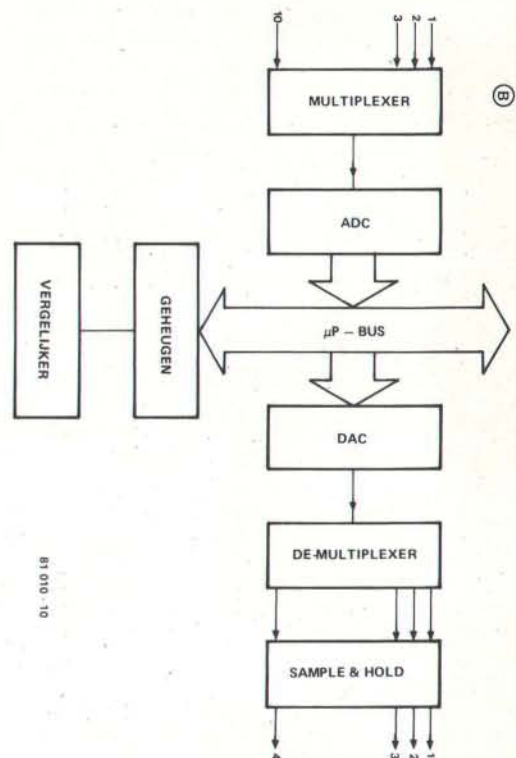 B
1
2
3
10
MULTIPLEXER
ADC
µP – BUS
GEHEUGEN
VERGELIJKER
DAC
DE-MULTIPLEXER
SAMPLE & HOLD
1
2
3
4
81 010 - 10